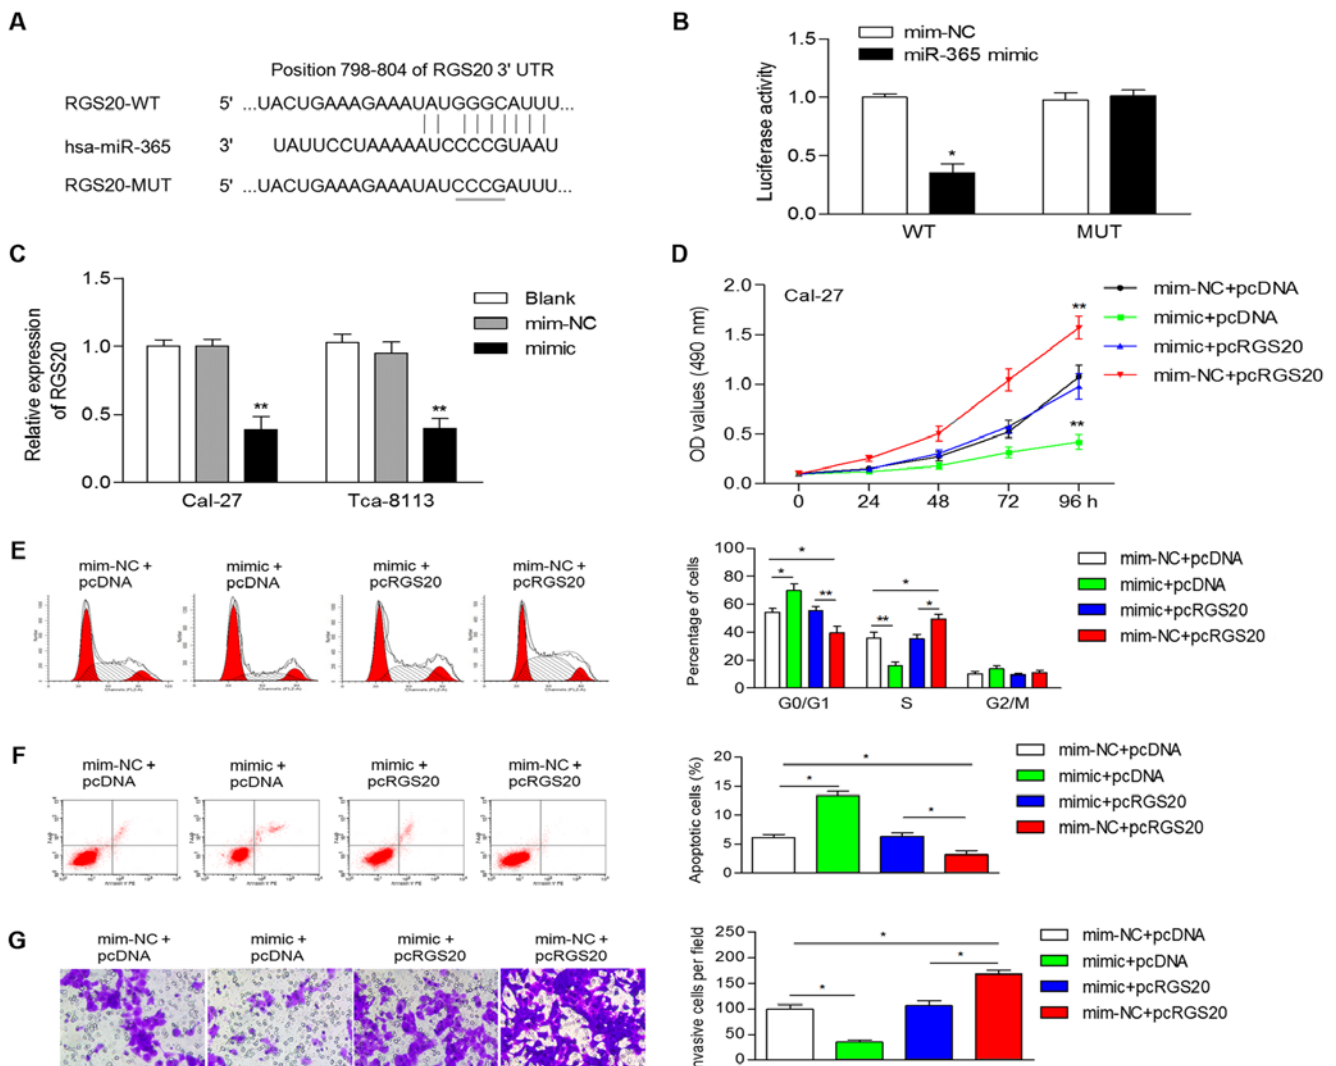 A
Position 798-804 of RGS20 3' UTR
RGS20-WT 5' ...UACUGAAAGAAAUAUGGGCAUUU...
hsa-miR-365 3' UAUUCCUAAAAAUCCCCGUAAU
RGS20-MUT 5' ...UACUGAAAGAAAUAUCCCGAUUU...
B
mim-NC
miR-365 mimic
Luciferase activity
1.5
1.0
0.5
0.0
*
WT MUT
C
Relative expression
of RGS20
1.5
1.0
0.5
0.0
** **
Cal-27 Tca-8113
Blank
mim-NC
mimic
D
Cal-27
OD values (490 nm)
2.0
1.5
1.0
0.5
0.0
0 24 48 72 96 h
**
**
mim-NC+pcDNA
mimic+pcDNA
mimic+pcRGS20
mim-NC+pcRGS20
E
mim-NC +
pcDNA
mimic +
pcDNA
mimic +
pcRGS20
mim-NC +
pcRGS20
Percentage of cells
100
80
60
40
20
0
* * **
* ** *
G0/G1 S G2/M
mim-NC+pcDNA
mimic+pcDNA
mimic+pcRGS20
mim-NC+pcRGS20
F
mim-NC +
pcDNA
mimic +
pcDNA
mimic +
pcRGS20
mim-NC +
pcRGS20
Apoptotic cells (%)
20
15
10
5
0
*
*
*
mim-NC+pcDNA
mimic+pcDNA
mimic+pcRGS20
mim-NC+pcRGS20
G
mim-NC +
pcDNA
mimic +
pcDNA
mimic +
pcRGS20
mim-NC +
pcRGS20
Invasive cells per field
250
200
150
100
50
0
*
*
*
mim-NC+pcDNA
mimic+pcDNA
mimic+pcRGS20
mim-NC+pcRGS20